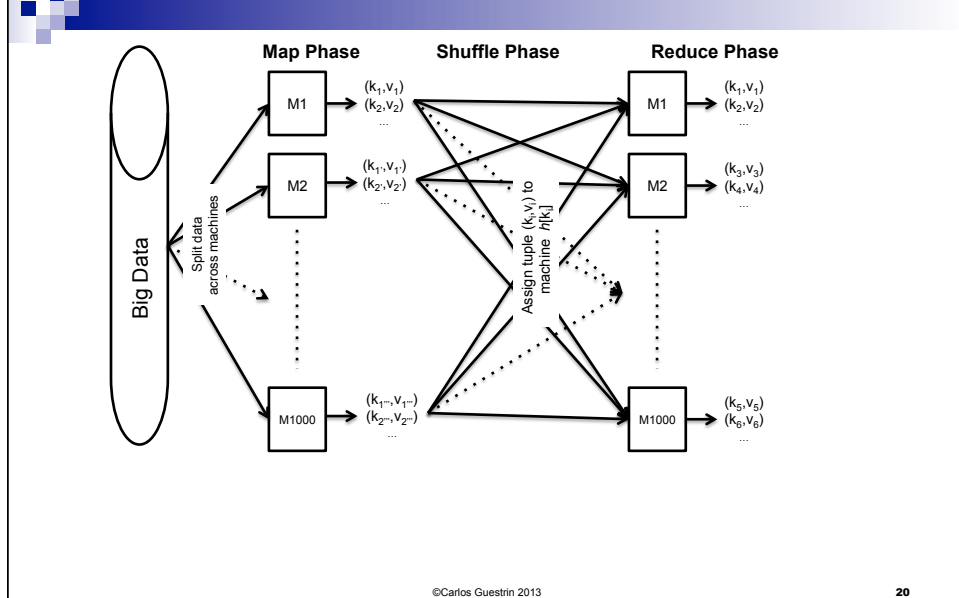 Map Phase
Shuffle Phase
Reduce Phase
Big Data
Split data
across machines
M1
(k₁,v₁)
(k₂,v₂)
...
M2
(k₁',v₁')
(k₂',v₂')
...
M1000
(k₁''',v₁''')
(k₂''',v₂''')
...
Assign tuple (kᵢ,vᵢ) to
machine h[kᵢ]
M1
(k₁,v₁)
(k₂,v₂)
...
M2
(k₃,v₃)
(k₄,v₄)
...
M1000
(k₅,v₅)
(k₆,v₆)
...
©Carlos Guestrin 2013
20